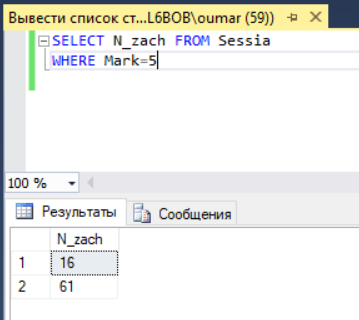 Вывести список ст...L6BOB\oumar (59))
SELECT N_zach FROM Sessia
WHERE Mark=5
100 %
Результаты Сообщения
N_zach
1 16
2 61